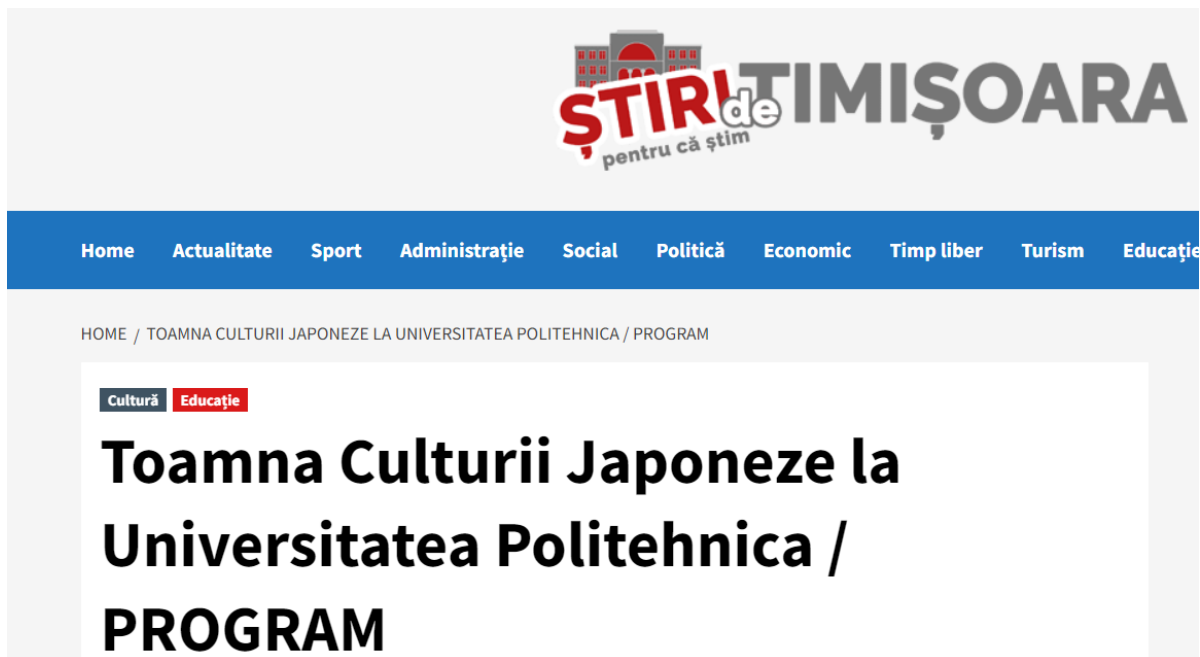 ȘTIRI de TIMIȘOARA
pentru că știm
Home Actualitate Sport Administrație Social Politică Economic Timp liber Turism Educație
HOME / TOAMNA CULTURII JAPONEZE LA UNIVERSITATEA POLITEHNICA / PROGRAM
Cultură Educație
Toamna Culturii Japoneze la
Universitatea Politehnica /
PROGRAM